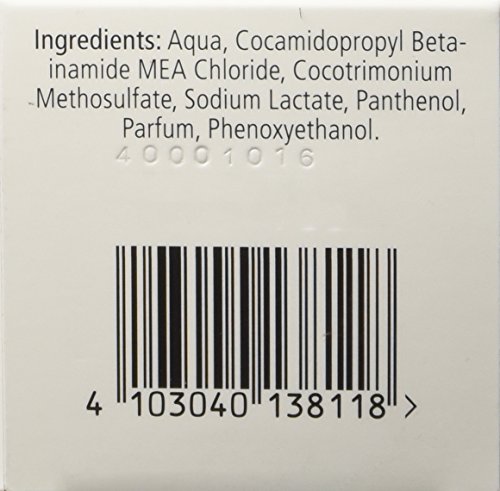 Ingredients: Aqua, Cocamidopropyl Beta-
inamide MEA Chloride, Cocotrimonium
Methosulfate, Sodium Lactate, Panthenol,
Parfum, Phenoxyethanol.
40001016
4 103040 138118 >